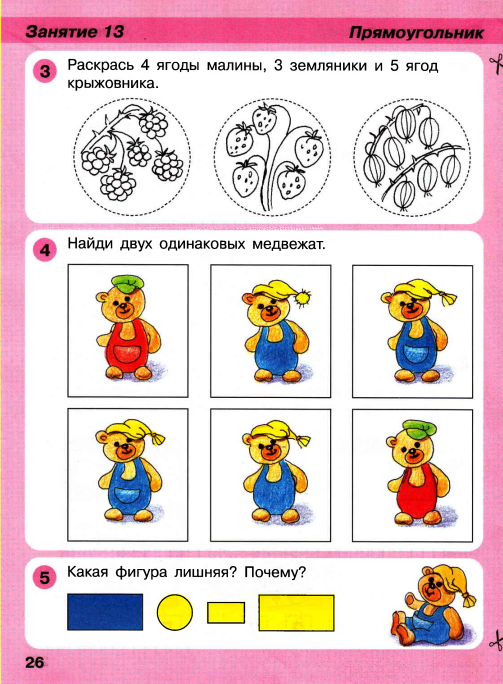 Занятие 13 Прямоугольник
3 Раскрась 4 ягоды малины, 3 земляники и 5 ягод
крыжовника.
4 Найди двух одинаковых медвежат.
5 Какая фигура лишняя? Почему?
26